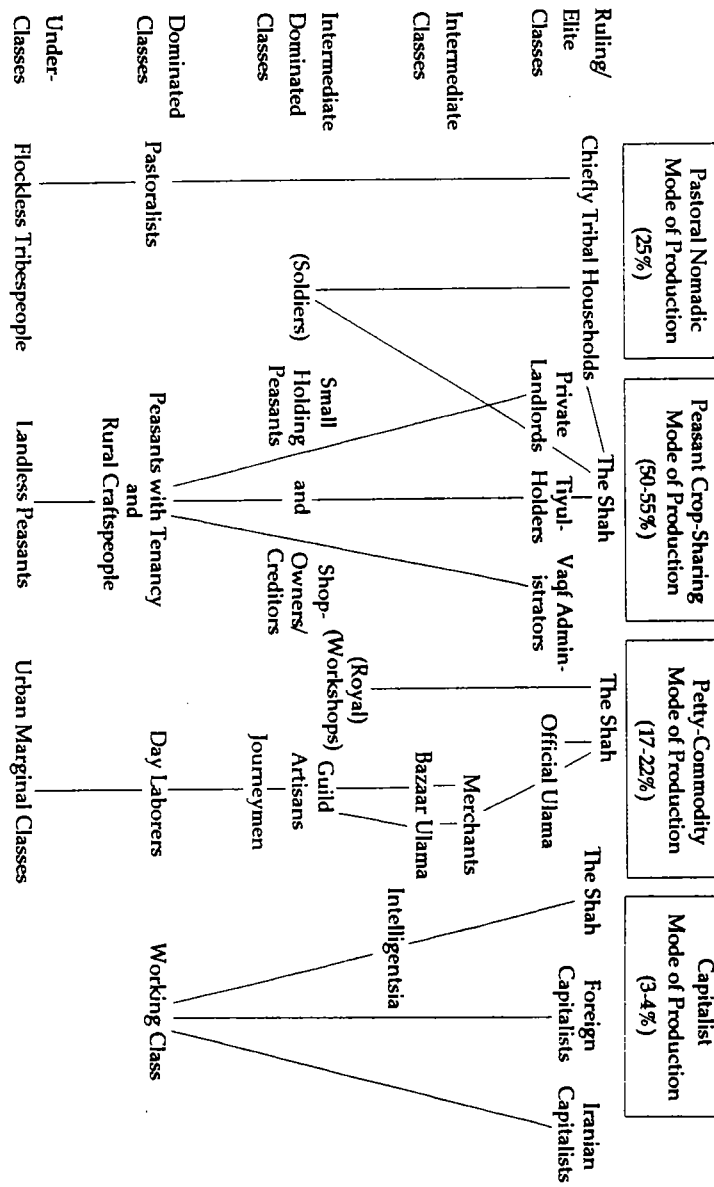 Pastoral Nomadic
Mode of Production
(25%)
Peasant Crop-Sharing
Mode of Production
(50-55%)
Petty-Commodity
Mode of Production
(17-22%)
Capitalist
Mode of Production
(3-4%)
Ruling/
Elite
Classes
Chiefly Tribal Households
The Shah
Private
Landlords
Tiyul-
Holders
Vaqf Admin-
istrators
The Shah
Official Ulama
The Shah
Foreign
Capitalists
Iranian
Capitalists
Intermediate
Classes
Merchants
Bazaar Ulama
Intelligentsia
Intermediate
Dominated
Classes
(Soldiers)
Small
Holding
Peasants
and
Shop-
Owners/
Creditors
(Royal)
(Workshops)
Guild
Artisans
Journeymen
Dominated
Classes
Pastoralists
Peasants with Tenancy
and
Rural Craftspeople
Day Laborers
Working Class
Under-
Classes
Flockless Tribespeople
Landless Peasants
Urban Marginal Classes